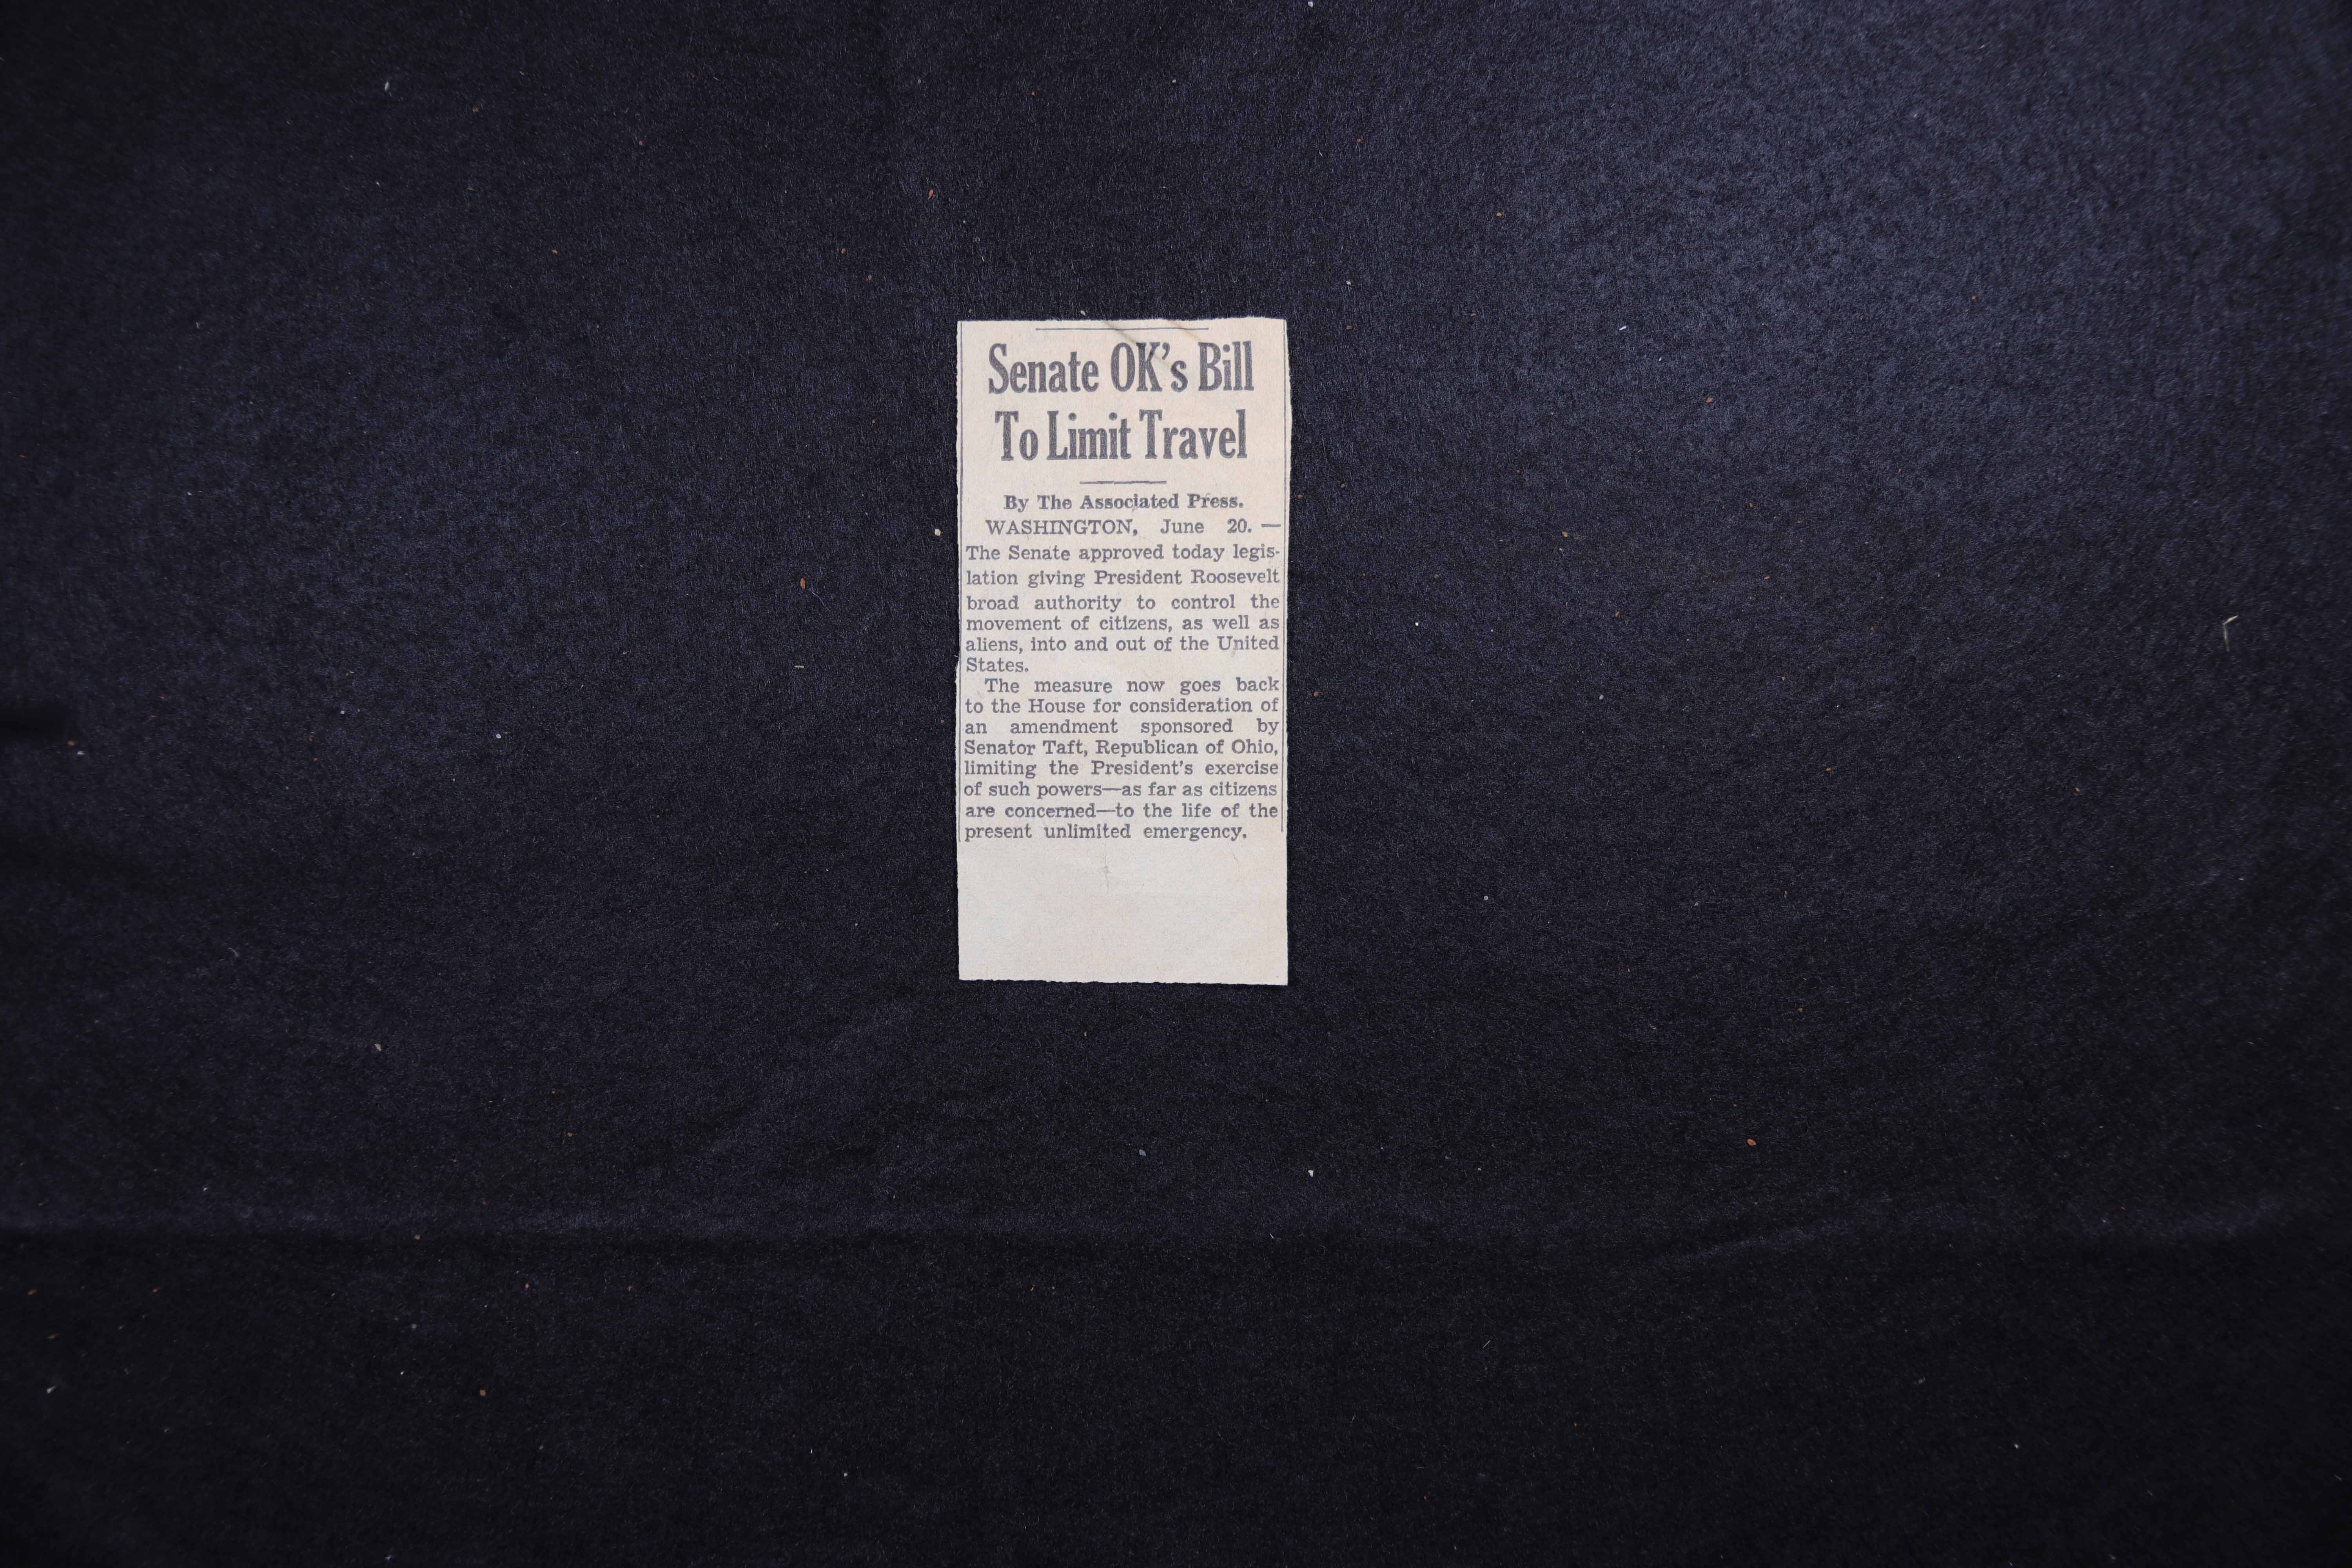 Senate OK's Bill
To Limit Travel
By The Associated Press.
WASHINGTON, June 20. —
The Senate approved today legis-
lation giving President Roosevelt
broad authority to control the
movement of citizens, as well as
aliens, into and out of the United
States.
The measure now goes back
to the House for consideration of
an amendment sponsored by
Senator Taft, Republican of Ohio,
limiting the President's exercise
of such powers—as far as citizens
are concerned—to the life of the
present unlimited emergency.